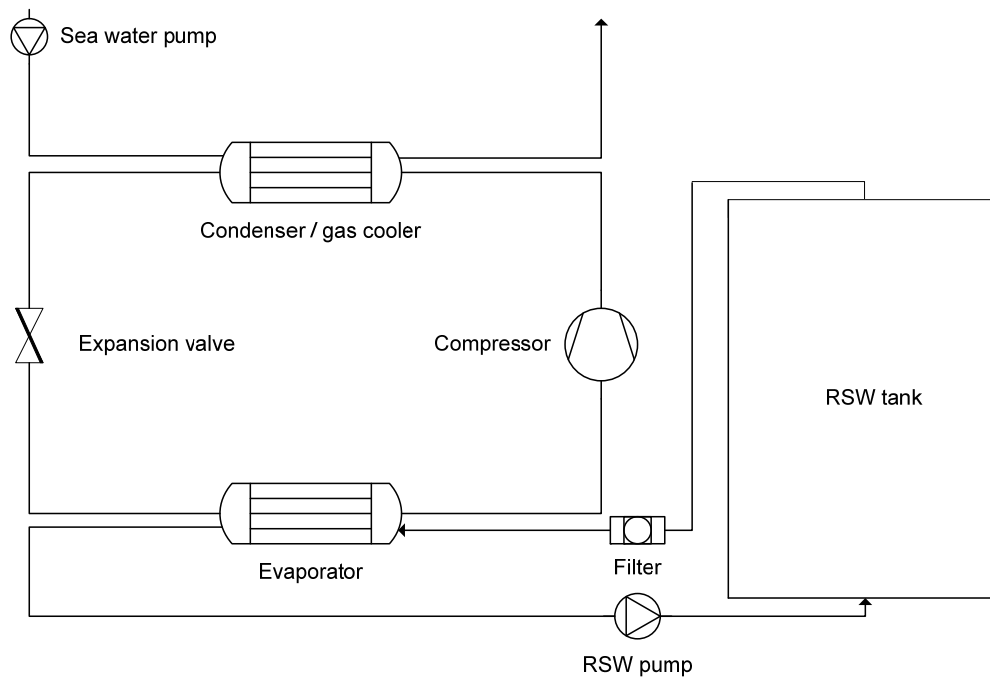 Sea water pump
Condenser / gas cooler
Expansion valve
Compressor
RSW tank
Evaporator
Filter
RSW pump